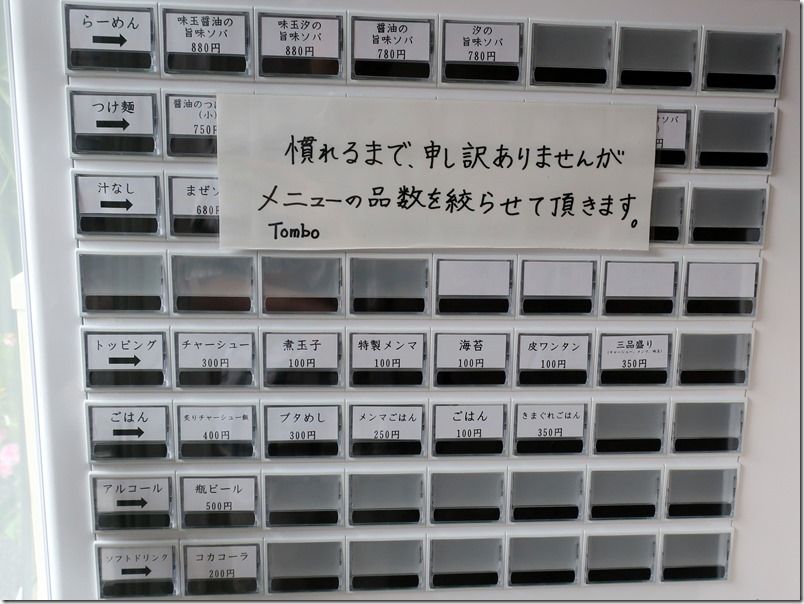 らーめん
味玉醤油の
旨味ソバ
880円
味玉汐の
旨味ソバ
880円
醤油の
旨味ソバ
780円
汐の
旨味ソバ
780円
つけ麺
醤油のつけ
(小)
750
慣れるまで、申し訳ありませんが
メニューの品数を絞らせて頂きます。
Tombo
汁なし
まぜソ
680
トッピング
チャーシュー
300円
煮玉子
100円
特製メンマ
100円
海苔
100円
皮ワンタン
100円
三品盛り
350円
ごはん
炙りチャーシュー飯
400円
ブタめし
300円
メンマごはん
250円
ごはん
100円
きまぐれごはん
350円
アルコール
瓶ビール
500円
ソフトドリンク
コカコーラ
200円